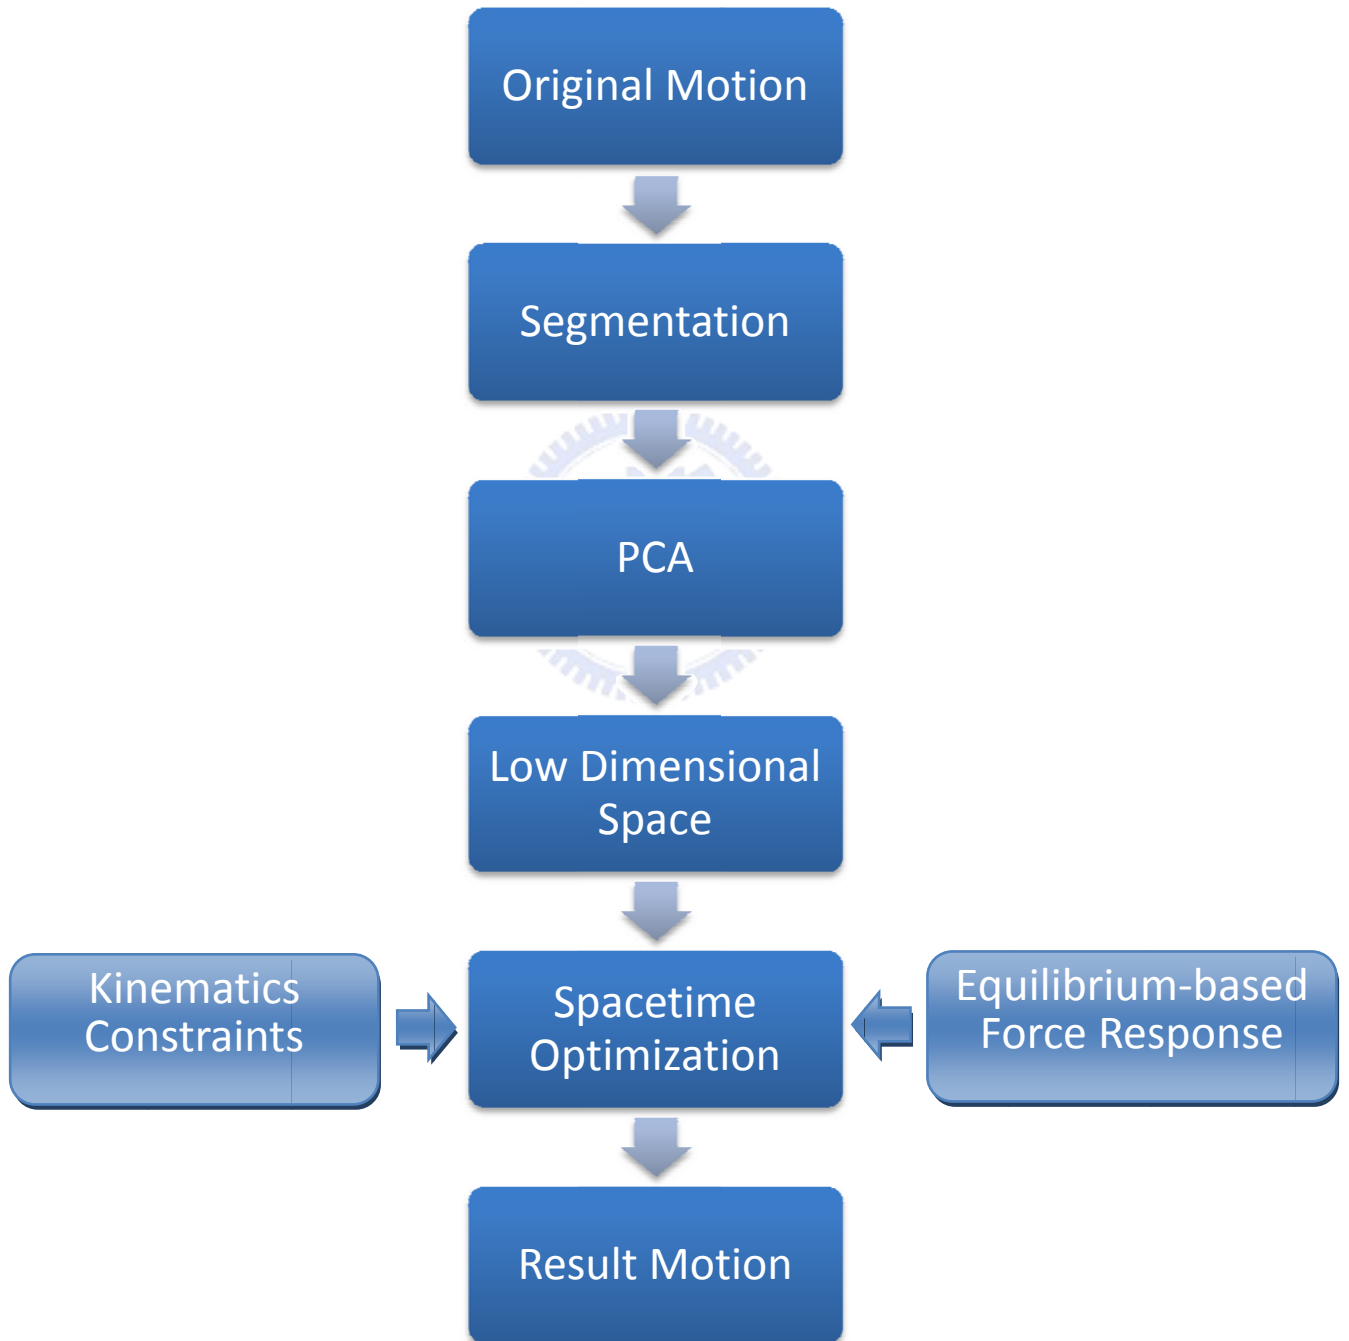 Original Motion
Segmentation
PCA
Low Dimensional
Space
Kinematics
Constraints
Spacetime
Optimization
Equilibrium-based
Force Response
Result Motion